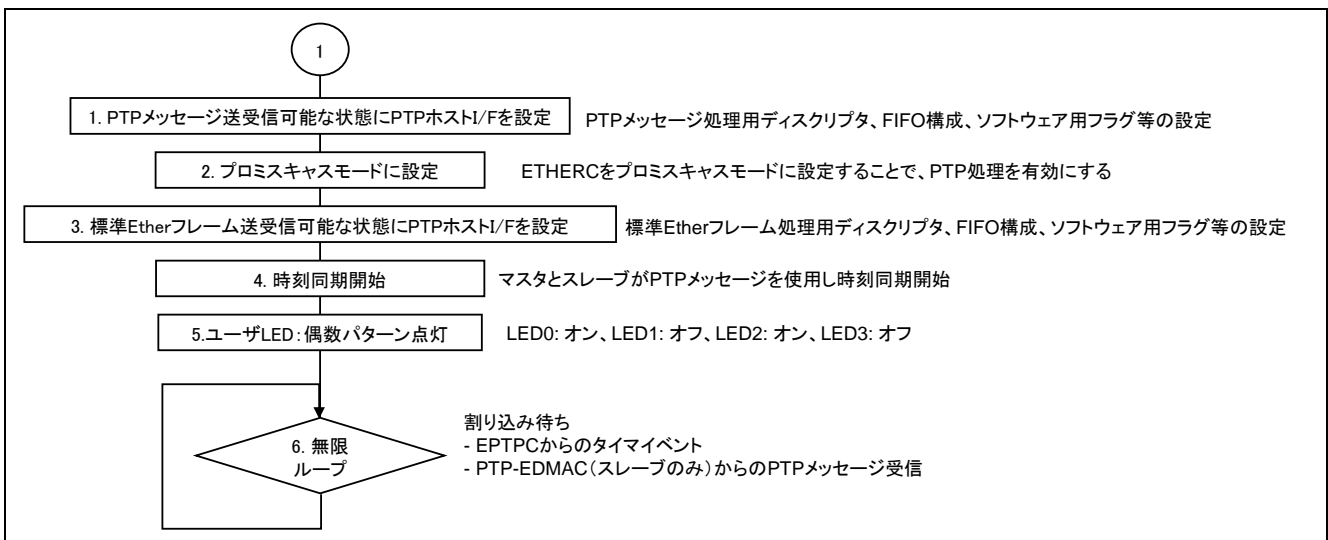 1
1. PTPメッセージ送受信可能な状態にPTPホストI/Fを設定
PTPメッセージ処理用ディスクリプタ、FIFO構成、ソフトウェア用フラグ等の設定
2. プロミスキャスモードに設定
ETHERCをプロミスキャスモードに設定することで、PTP処理を有効にする
3. 標準Etherフレーム送受信可能な状態にPTPホストI/Fを設定
標準Etherフレーム処理用ディスクリプタ、FIFO構成、ソフトウェア用フラグ等の設定
4. 時刻同期開始
マスタとスレーブがPTPメッセージを使用し時刻同期開始
5.ユーザLED：偶数パターン点灯
LED0: オン、LED1: オフ、LED2: オン、LED3: オフ
6. 無限
ループ
割り込み待ち
- EPTPCからのタイマイベント
- PTP-EDMAC（スレーブのみ）からのPTPメッセージ受信